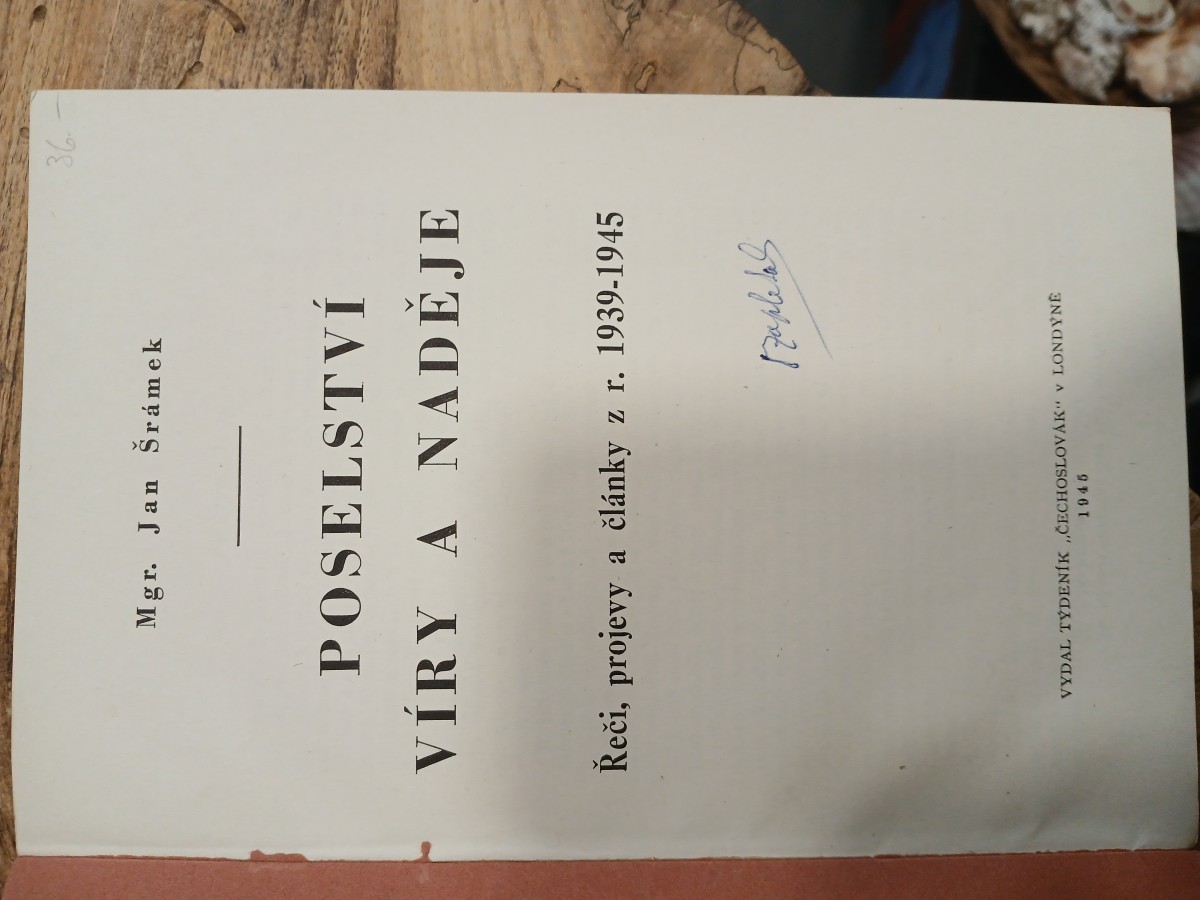 36.-
Mgr. Jan Šrámek
POSELSTVÍ
VÍRY A NADĚJE
Řeči, projevy a články z r. 1939-1945
VYDAL TÝDENÍK „ČECHOSLOVÁK" v LONDÝNĚ
1945